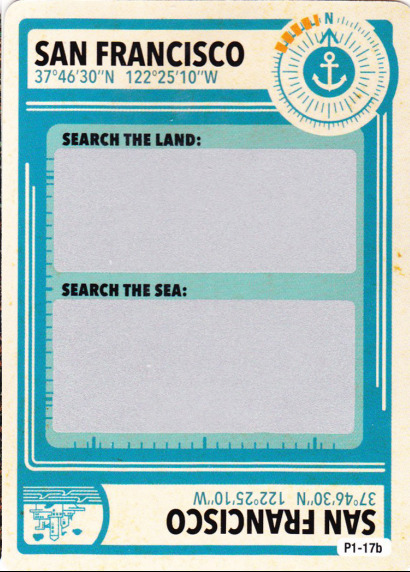 SAN FRANCISCO
37°46'30"N 122°25'10"W
N
SEARCH THE LAND:
SEARCH THE SEA:
37°46'30"N 122°25'10"W
SAN FRANCISCO
P1-17b